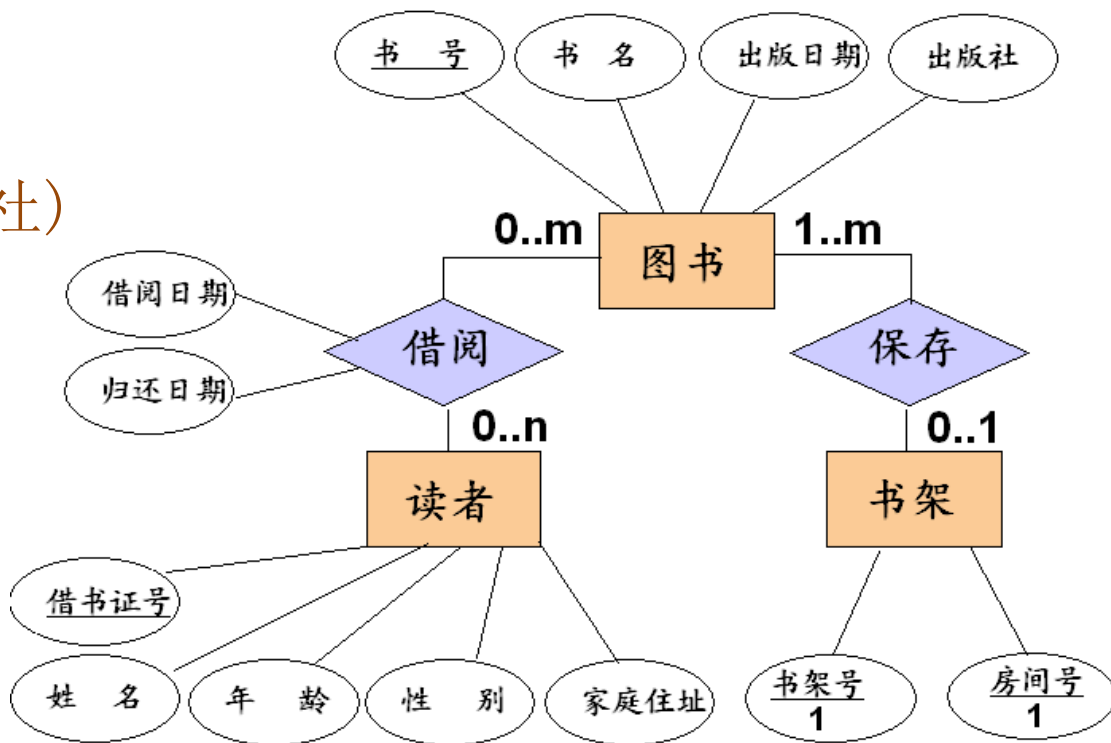 书 号
书 名
出版日期
出版社
社)
0..m
图书
1..m
借阅日期
借阅
保存
归还日期
0..n
0..1
读者
书架
借书证号
姓 名
年 龄
性 别
家庭住址
书架号
1
房间号
1